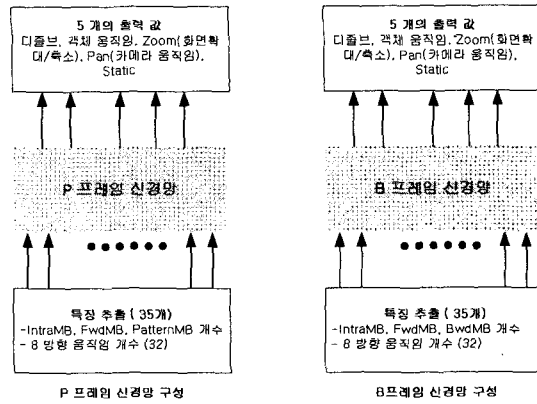 5 개의 출력 값
디졸브, 객체 움직임, Zoom(화면확
대/축소), Pan(카메라 움직임),
Static
P 프레임 신경망
특징 추출 ( 35개)
-IntraMB, FwdMB, PatternMB 개수
- 8 방향 움직임 개수 (32)
P 프레임 신경망 구성
5 개의 출력 값
디졸브, 객체 움직임, Zoom(화면확
대/축소), Pan(카메라 움직임),
Static
B 프레임 신경망
특징 추출 ( 35개)
-IntraMB, FwdMB, BwdMB 개수
- 8 방향 움직임 개수 (32)
B프레임 신경망 구성